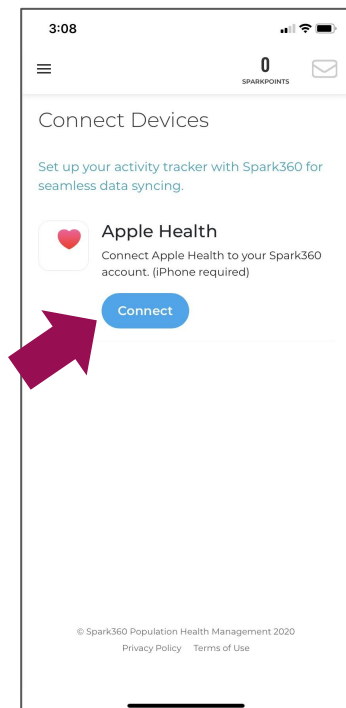 3:08
0
SPARKPOINTS
Connect Devices
Set up your activity tracker with Spark360 for
seamless data syncing.
Apple Health
Connect Apple Health to your Spark360
account. (iPhone required)
Connect
© Spark360 Population Health Management 2020
Privacy Policy Terms of Use